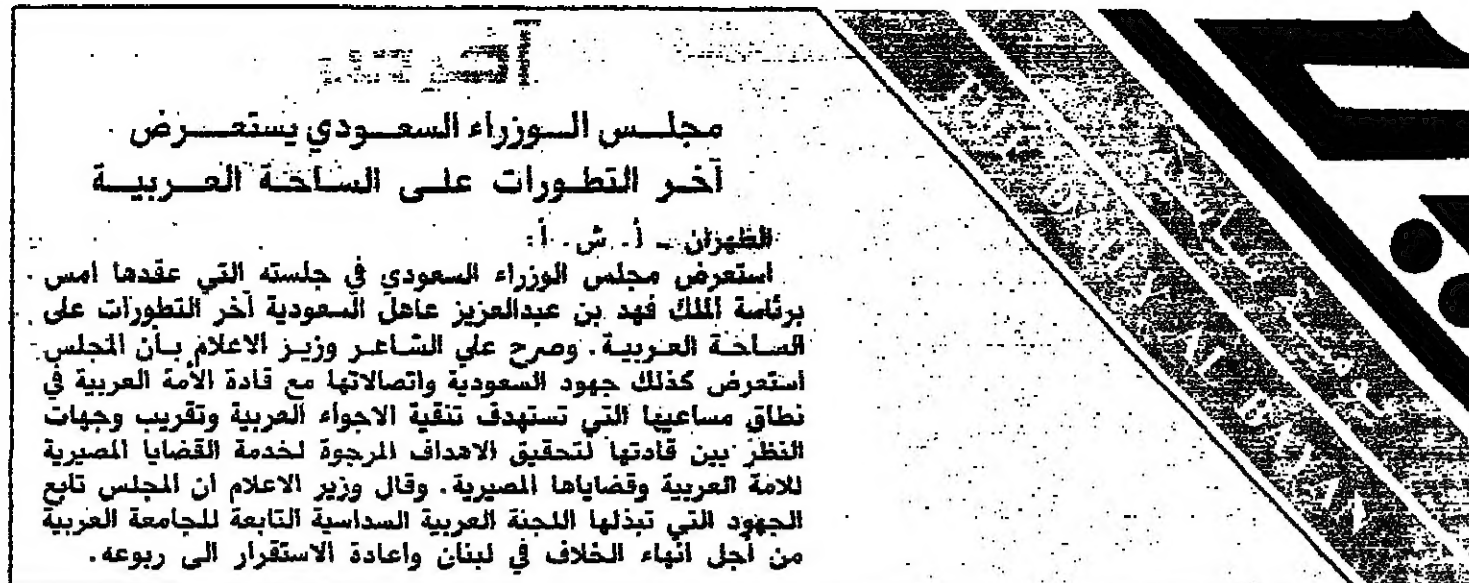 مجلس الوزراء السعودي يستعرض
آخر التطورات على الساحة العربية
الظهران ـ أ. ش. أ:
استعرض مجلس الوزراء السعودي في جلسته التي عقدها امس
برئاسة الملك فهد بن عبدالعزيز عاهل السعودية آخر التطورات على
الساحة العربية. وصرح علي الشاعر وزير الاعلام بأن المجلس
استعرض كذلك جهود السعودية واتصالاتها مع قادة الأمة العربية في
نطاق مساعيها التي تستهدف تنقية الاجواء العربية وتقريب وجهات
النظر بين قادتها لتحقيق الاهداف المرجوة لخدمة القضايا المصيرية
للامة العربية وقضاياها المصيرية. وقال وزير الاعلام ان المجلس تابع
الجهود التي تبذلها اللجنة العربية السداسية التابعة للجامعة العربية
من أجل انهاء الخلاف في لبنان واعادة الاستقرار الى ربوعه.
AL BAYAN